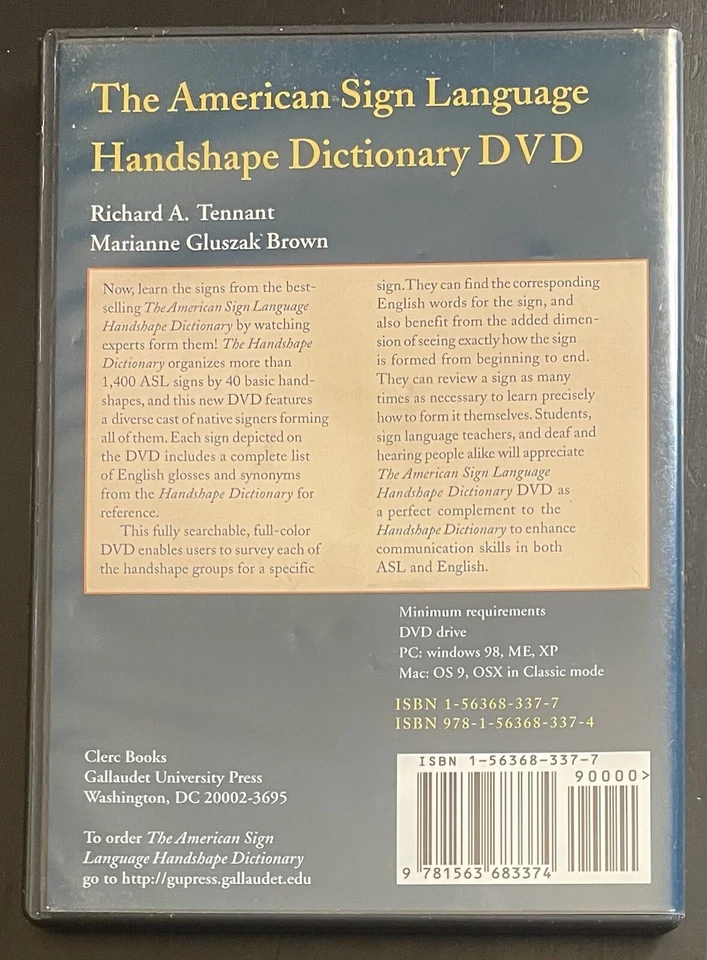 The American Sign Language
Handshape Dictionary DVD
Richard A. Tennant
Marianne Gluszak Brown
Now, learn the signs from the best-
selling The American Sign Language
Handshape Dictionary by watching
experts form them! The Handshape
Dictionary organizes more than
1,400 ASL signs by 40 basic hand-
shapes, and this new DVD features
a diverse cast of native signers forming
all of them. Each sign depicted on
the DVD includes a complete list
of English glosses and synonyms
from the Handshape Dictionary for
reference.
This fully searchable, full-color
DVD enables users to survey each of
the handshape groups for a specific
sign. They can find the corresponding
English words for the sign, and
also benefit from the added dimen-
sion of seeing exactly how the sign
is formed from beginning to end.
They can review a sign as many
times as necessary to learn precisely
how to form it themselves. Students,
sign language teachers, and deaf and
hearing people alike will appreciate
The American Sign Language
Handshape Dictionary DVD as
a perfect complement to the
Handshape Dictionary to enhance
communication skills in both
ASL and English.
Minimum requirements
DVD drive
PC: windows 98, ME, XP
Mac: OS 9, OSX in Classic mode
ISBN 1-56368-337-7
ISBN 978-1-56368-337-4
Clerc Books
Gallaudet University Press
Washington, DC 20002-3695
To order The American Sign
Language Handshape Dictionary
go to http://gupress.gallaudet.edu
ISBN 1-56368-337-7
90000>
9 781563 683374